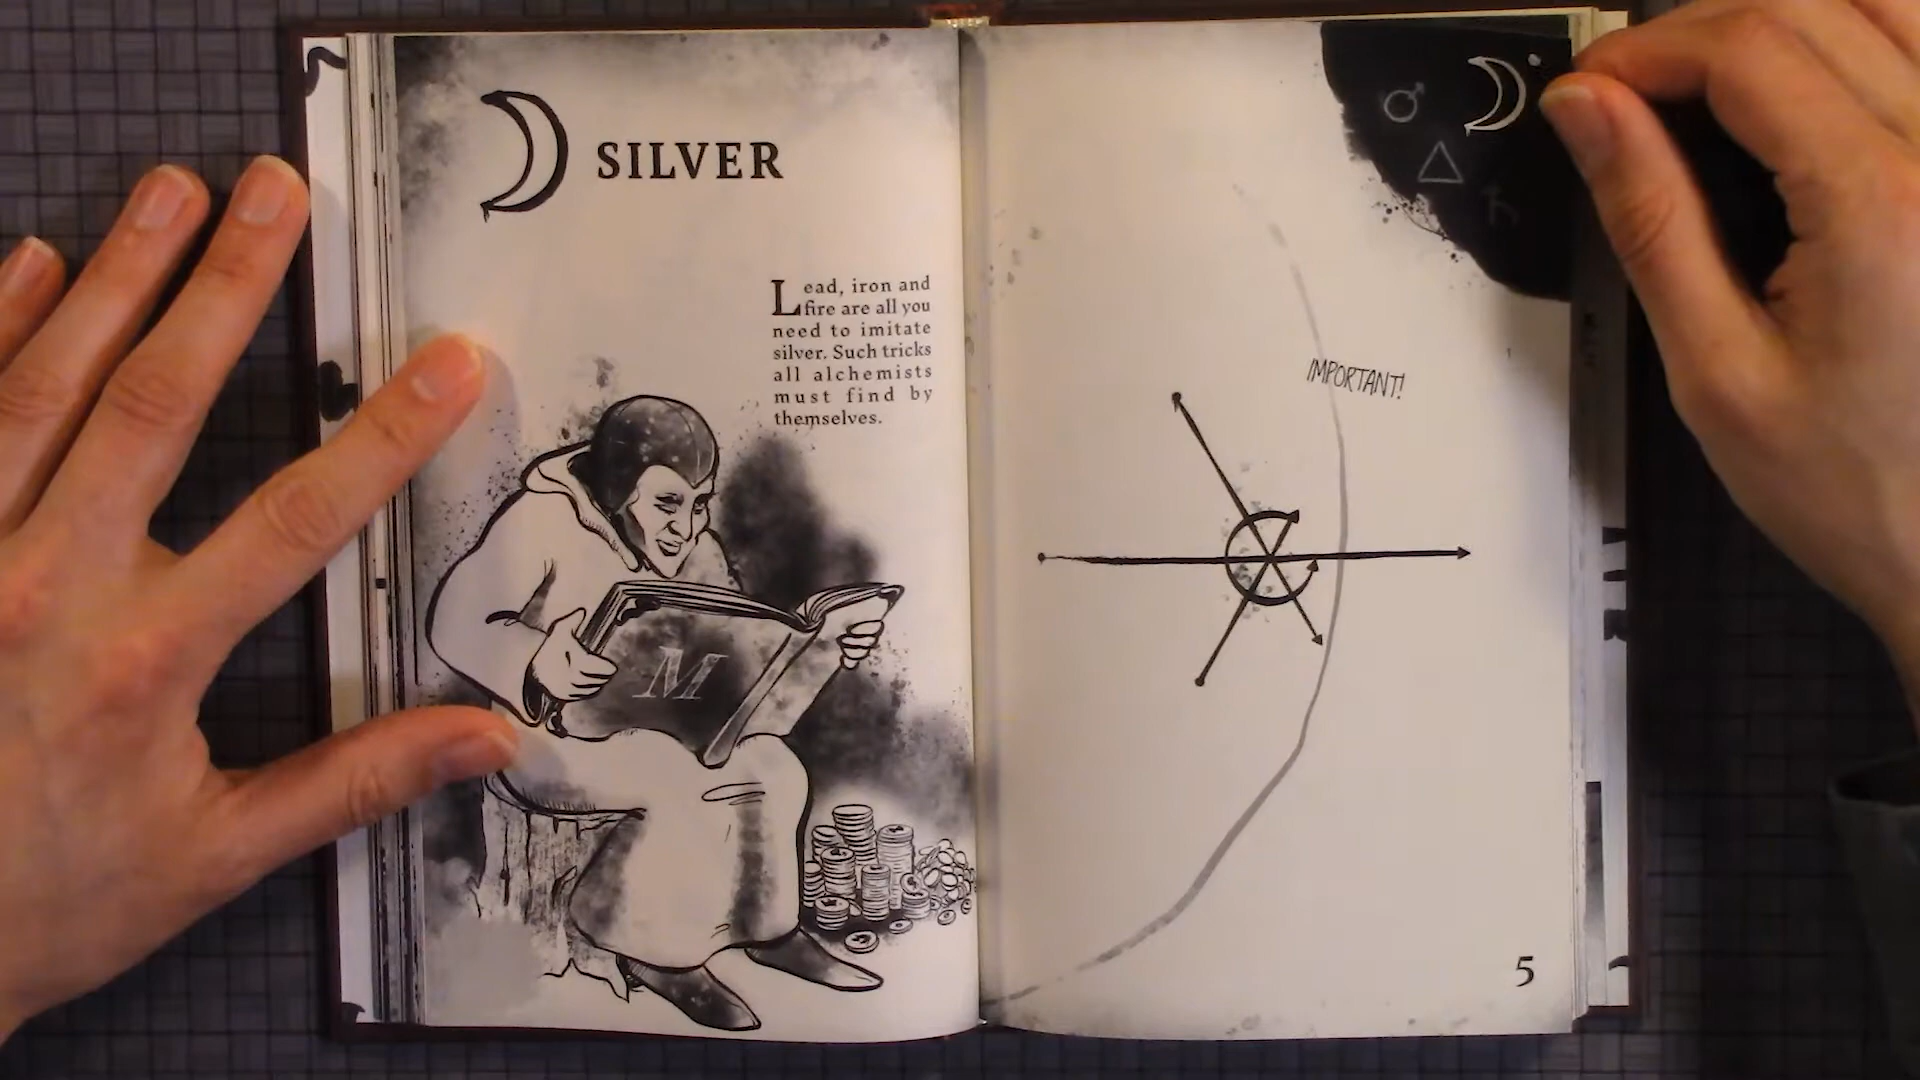 SILVER
Lead, iron and
fire are all you
need to imitate
silver. Such tricks
all alchemists
must find by
themselves.
M
IMPORTANT!
5